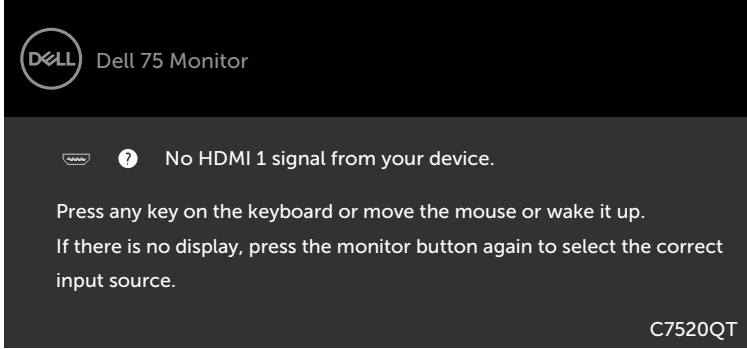 DELL
Dell 75 Monitor
? No HDMI 1 signal from your device.
Press any key on the keyboard or move the mouse or wake it up.
If there is no display, press the monitor button again to select the correct
input source.
C7520QT